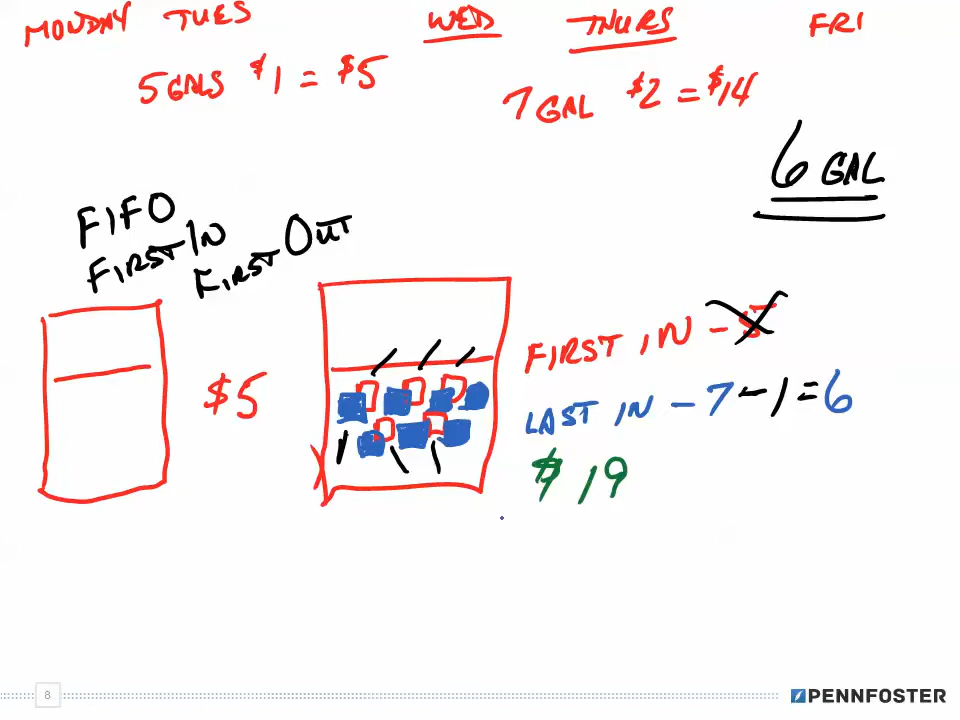 MONDAY TUES WED THURS FRI
5 GALS $1 = $5
7 GAL $2 = $14
6 GAL
FIFO
FIRST IN
FIRST OUT
FIRST IN - 5
$5
LAST IN - 7 - 1 = 6
$19
8
PENNFOSTER